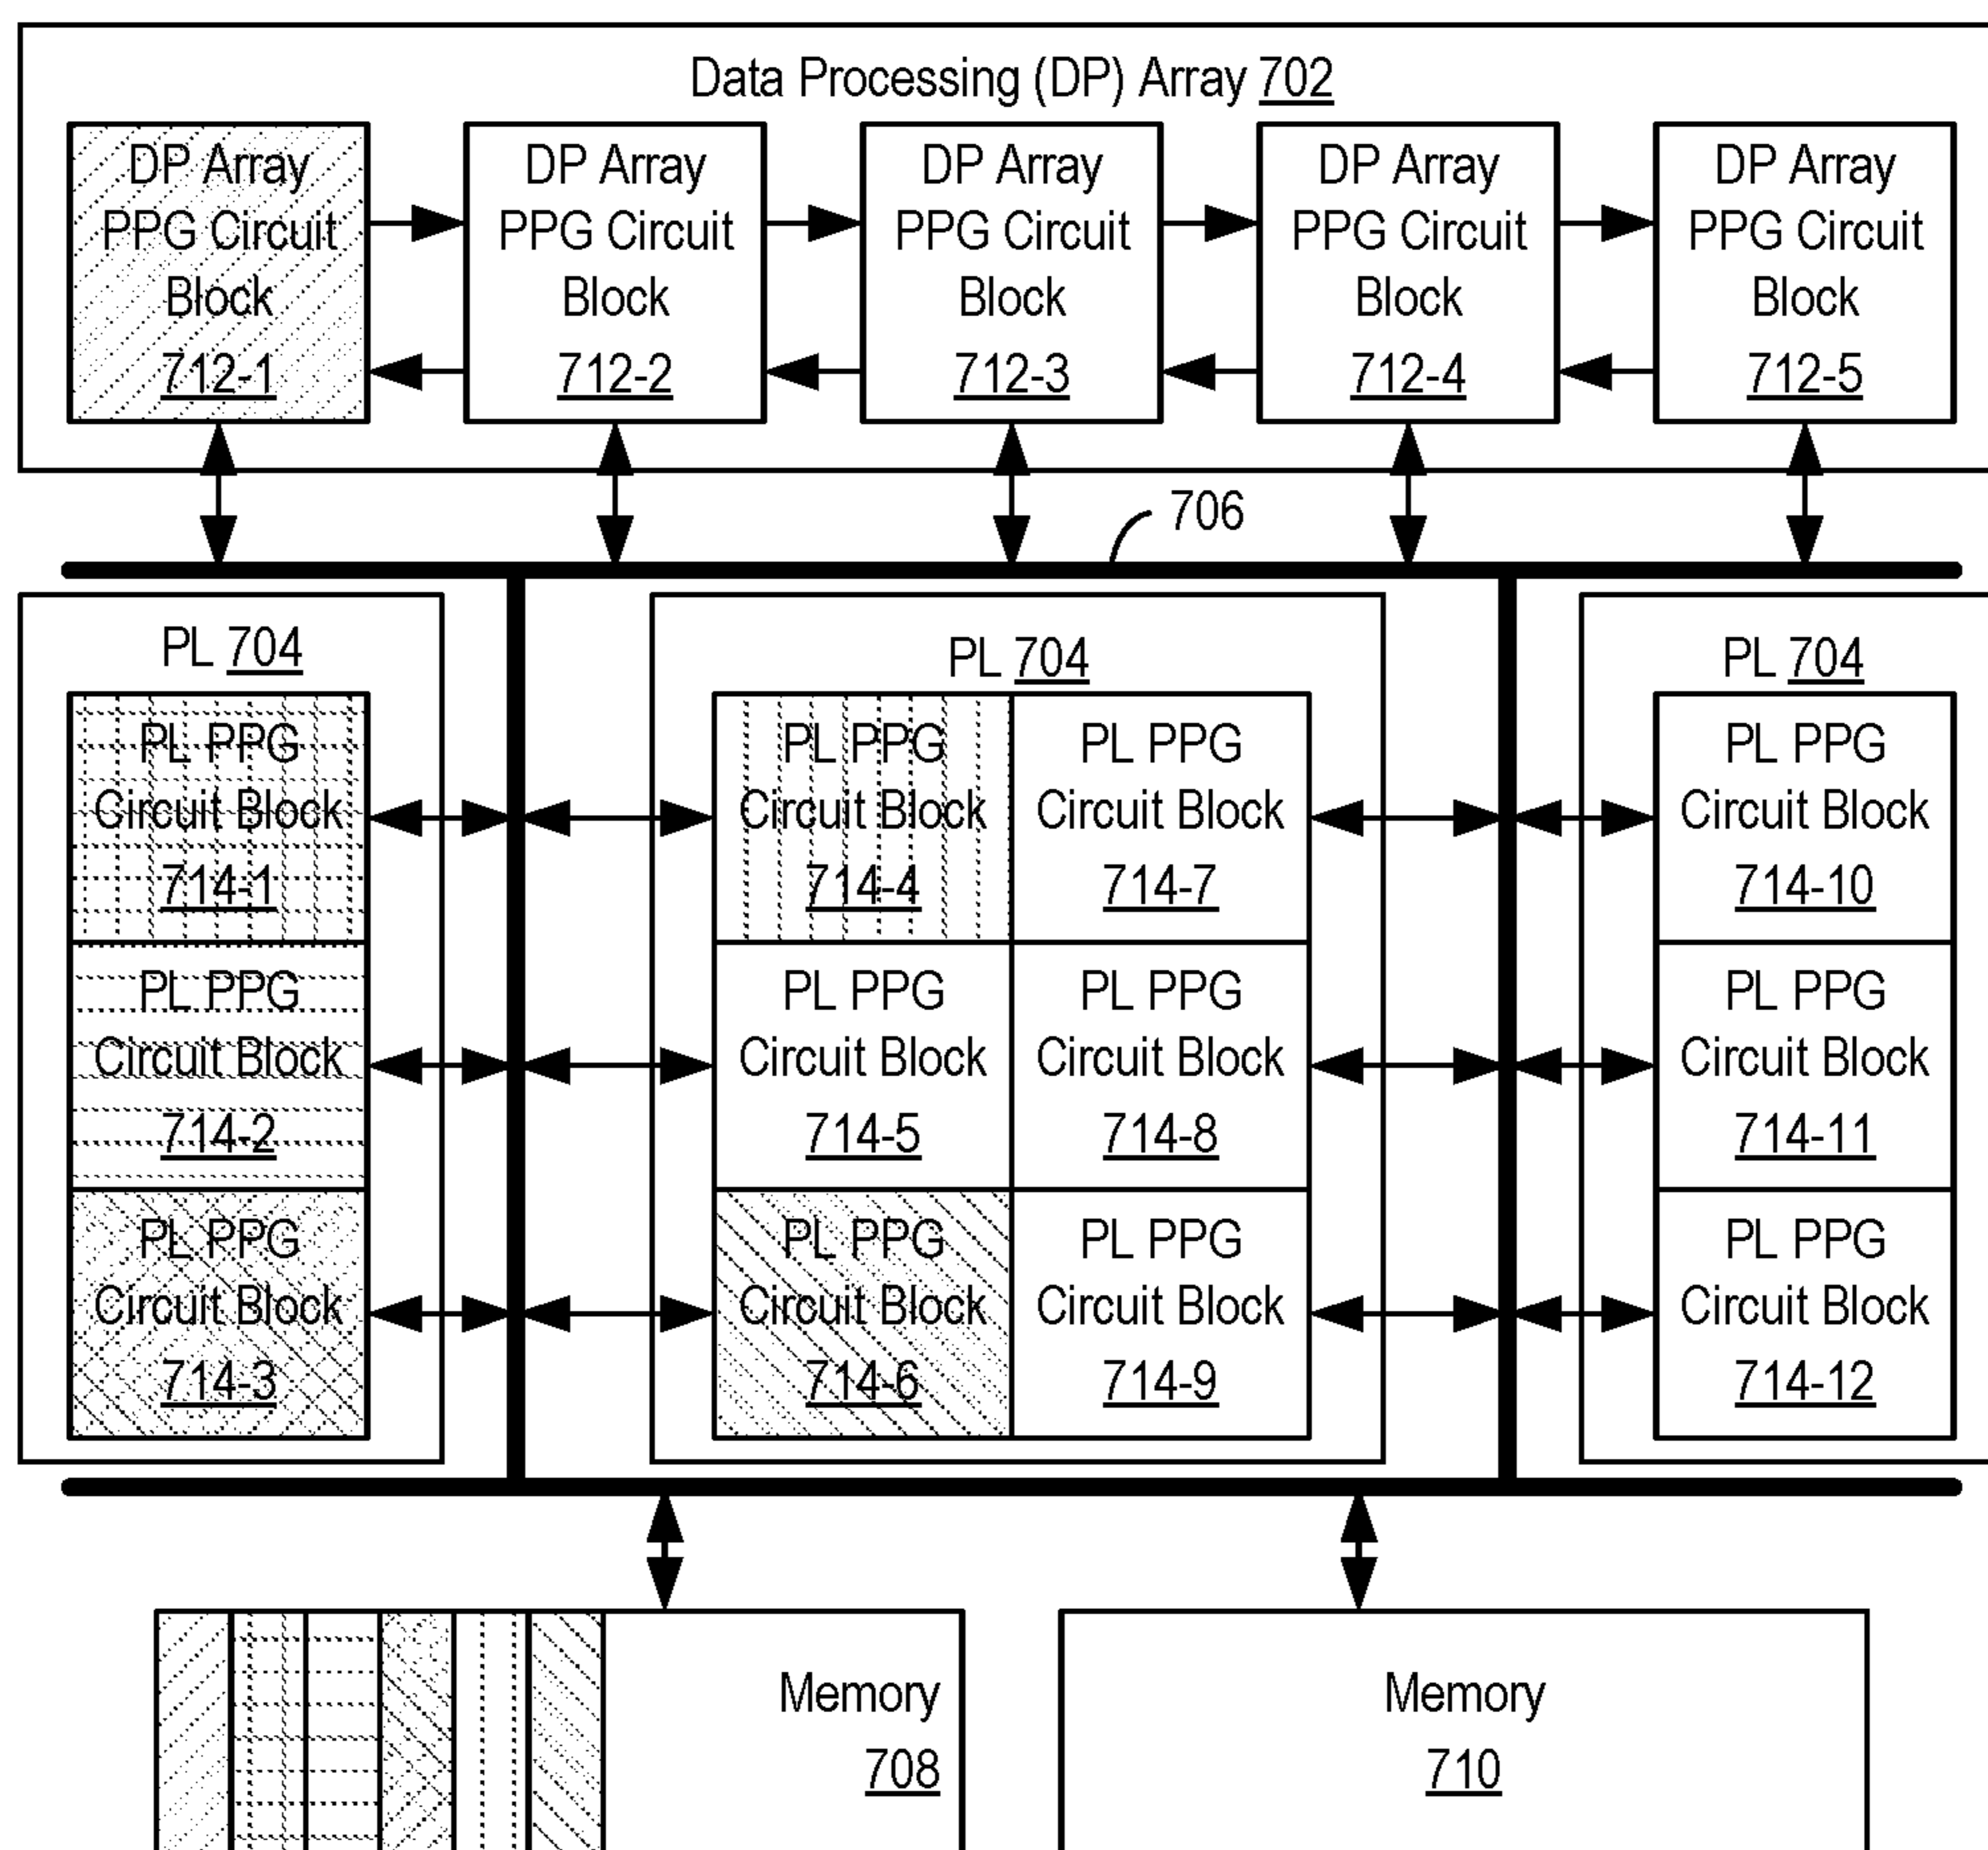 Data Processing (DP) Array 702
DP Array
PPG Circuit
Block
712-1
DP Array
PPG Circuit
Block
712-2
DP Array
PPG Circuit
Block
712-3
DP Array
PPG Circuit
Block
712-4
DP Array
PPG Circuit
Block
712-5
706
PL 704
PL PPG
Circuit Block
714-1
PL PPG
Circuit Block
714-2
PL PPG
Circuit Block
714-3
PL 704
PL PPG
Circuit Block
714-4
PL PPG
Circuit Block
714-7
PL PPG
Circuit Block
714-5
PL PPG
Circuit Block
714-8
PL PPG
Circuit Block
714-6
PL PPG
Circuit Block
714-9
PL 704
PL PPG
Circuit Block
714-10
PL PPG
Circuit Block
714-11
PL PPG
Circuit Block
714-12
Memory
708
Memory
710